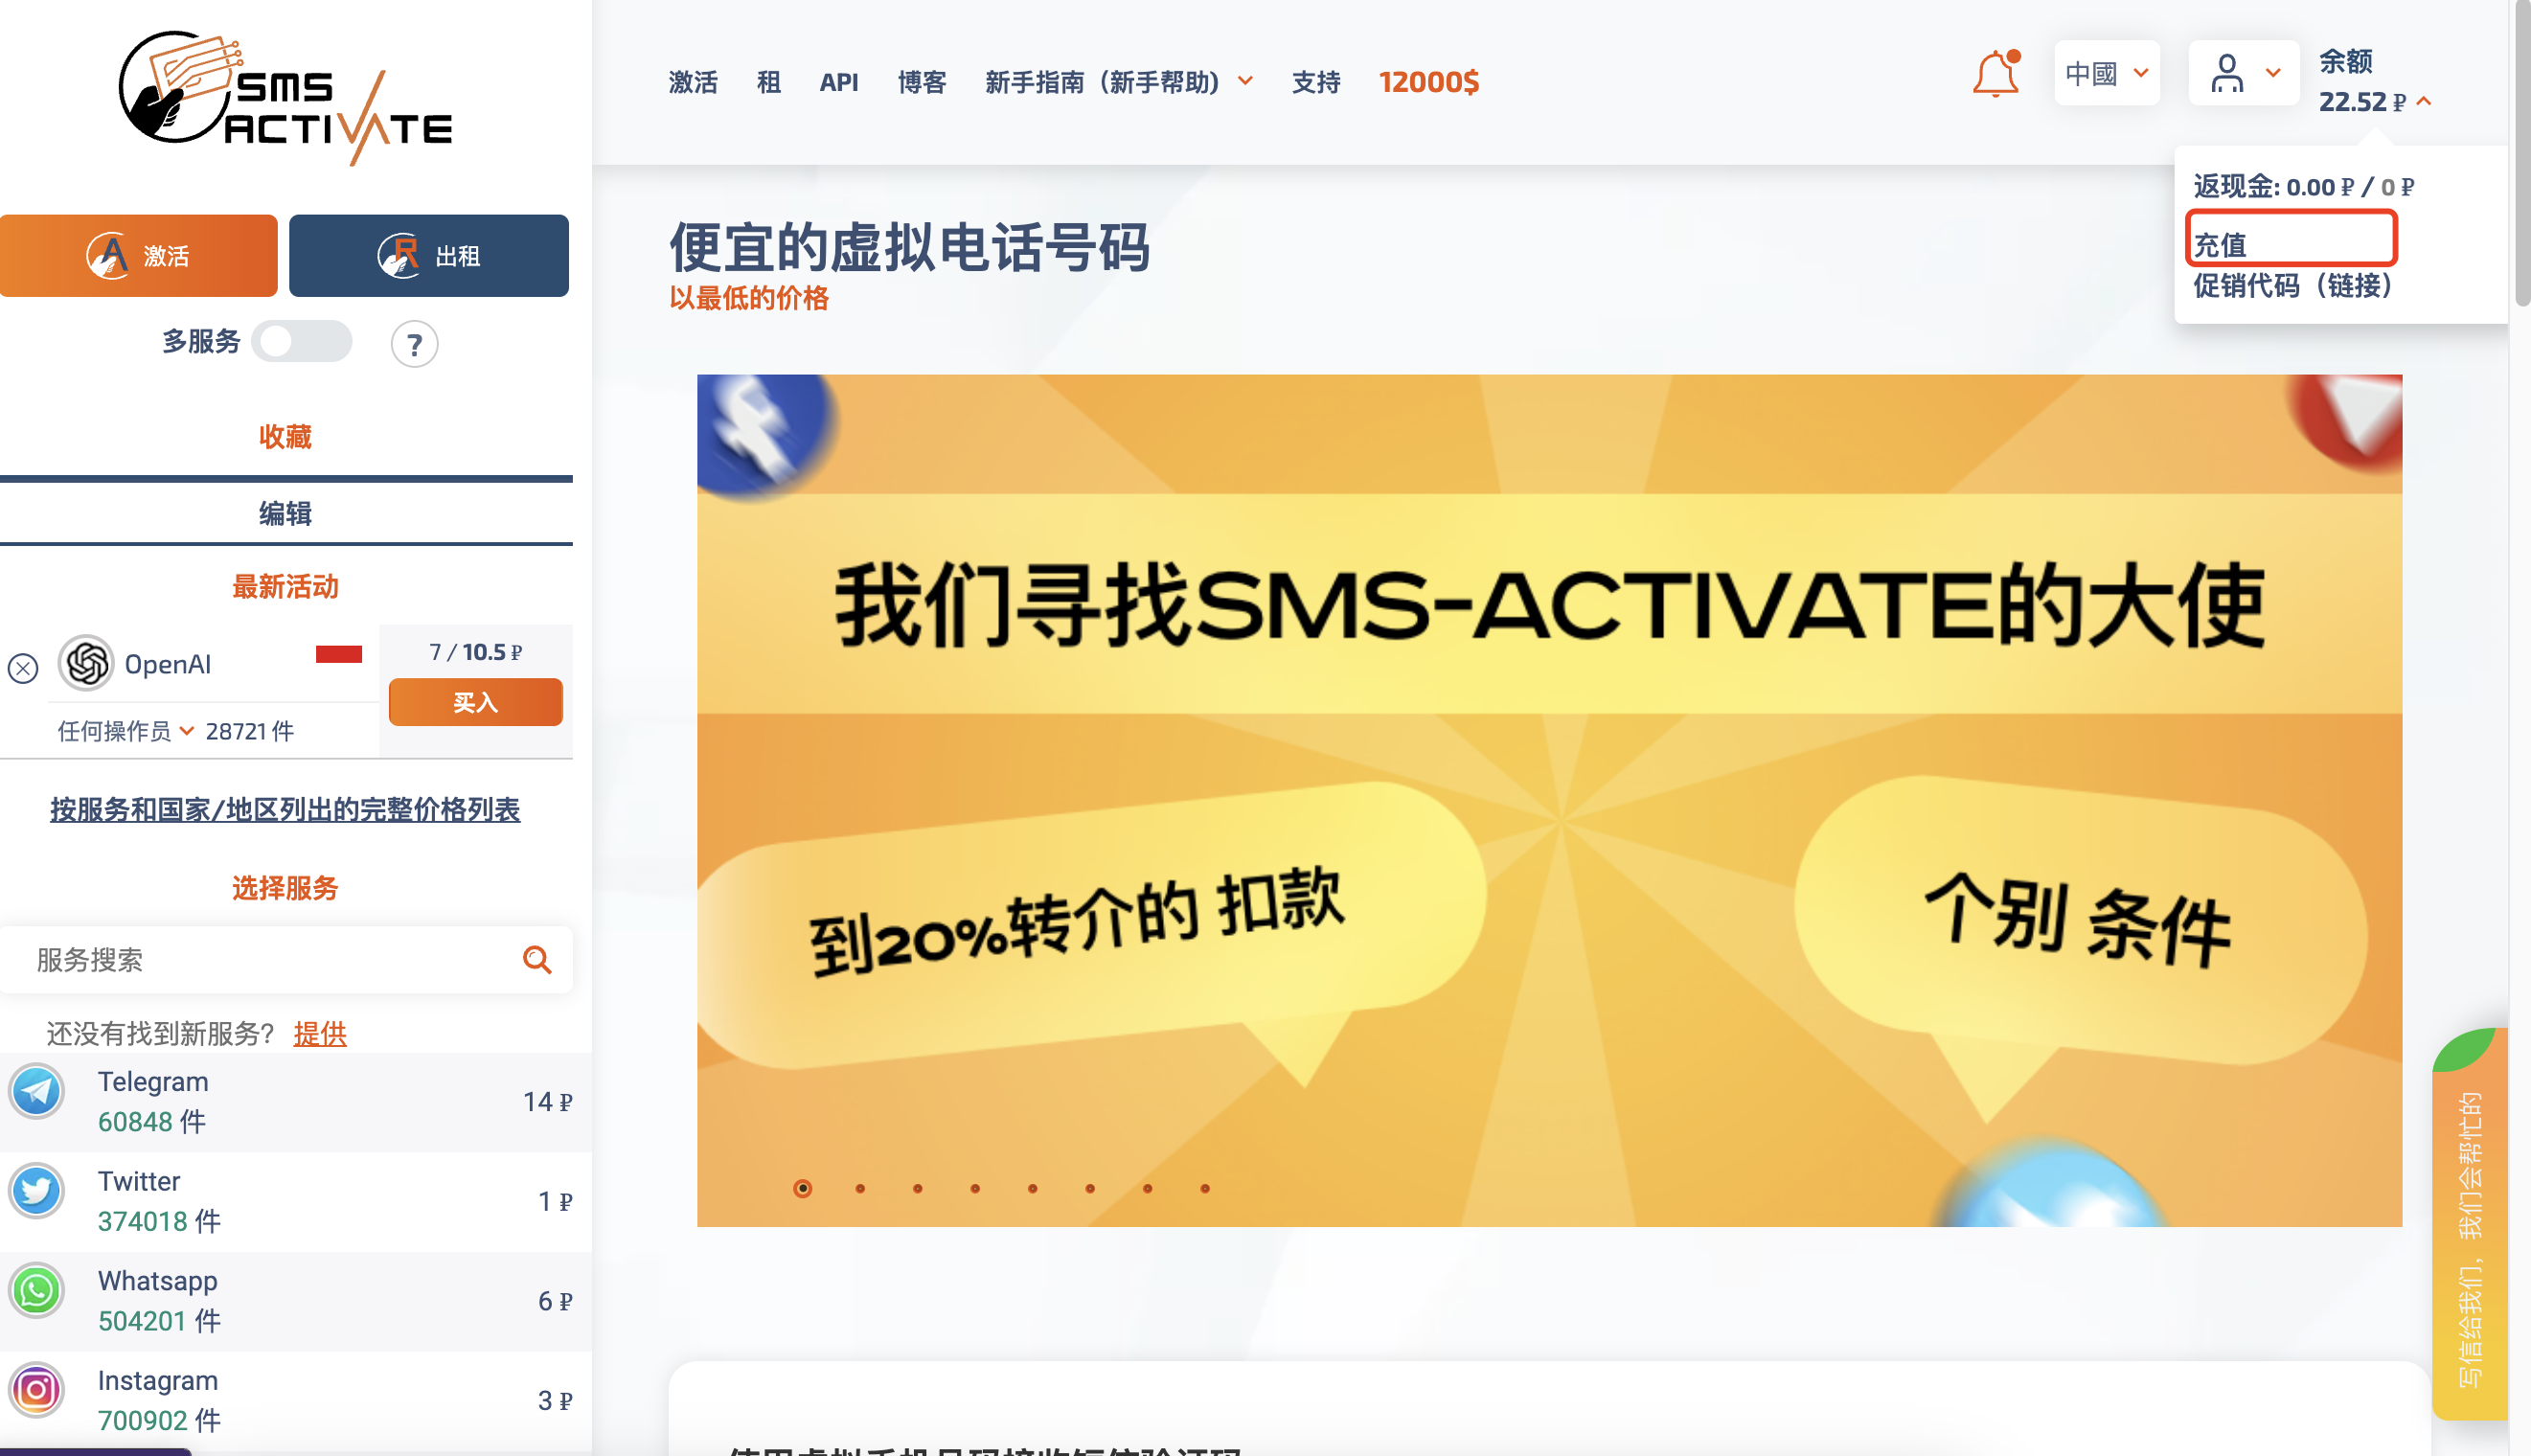 SMS
ACTIVATE
激活
租
API
博客
新手指南（新手帮助)
支持
12000$
中國
余额
22.52 ₽
返现金: 0.00 ₽ / 0 ₽
充值
促销代码（链接）
A 激活
R 出租
多服务
?
收藏
编辑
最新活动
OpenAI
7 / 10.5 ₽
买入
任何操作员
28721 件
按服务和国家/地区列出的完整价格列表
选择服务
服务搜索
还没有找到新服务? 提供
Telegram
60848 件
14 ₽
Twitter
374018 件
1 ₽
Whatsapp
504201 件
6 ₽
Instagram
700902 件
3 ₽
便宜的虚拟电话号码
以最低的价格
我们寻找SMS-ACTIVATE的大使
到20%转介的 扣款
个别 条件
写信给我们，我们会帮忙的